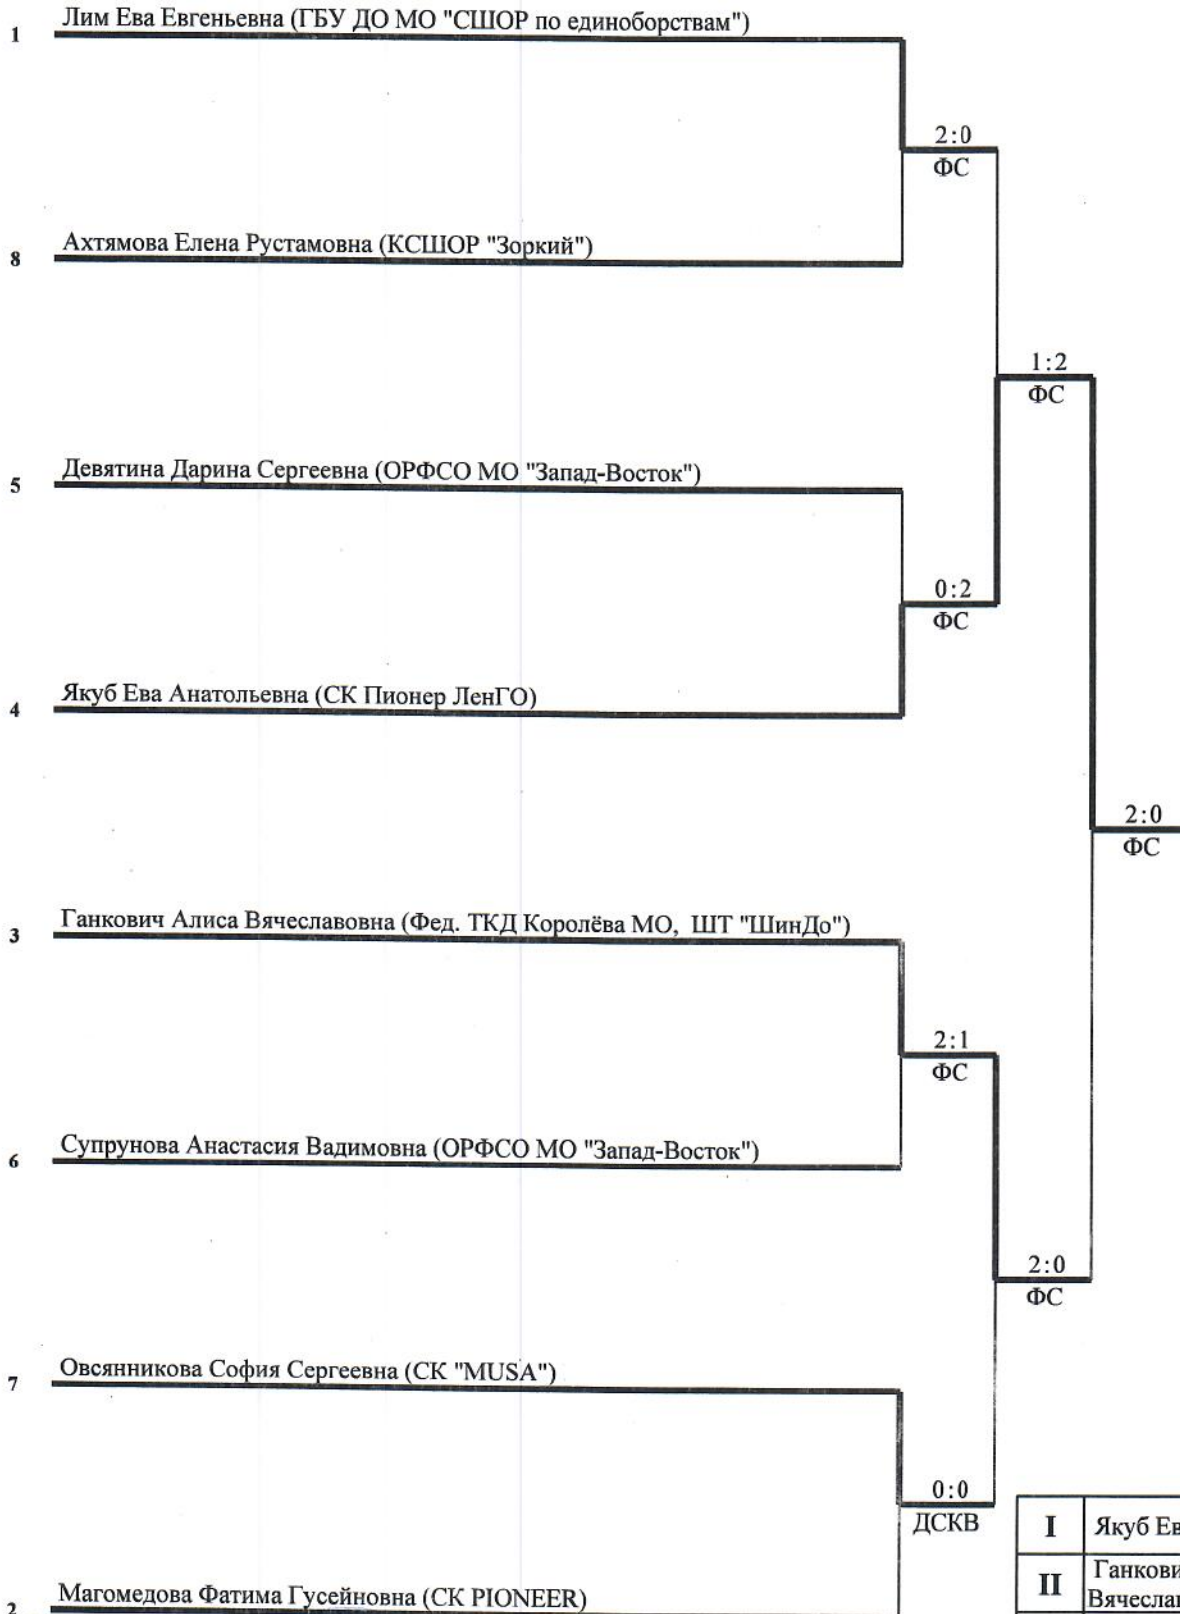 1 Лим Ева Евгеньевна (ГБУ ДО МО "СШОР по единоборствам")
2:0
ФС
8 Ахтямова Елена Рустамовна (КСШОР "Зоркий")
1:2
ФС
5 Девятина Дарина Сергеевна (ОРФСО МО "Запад-Восток")
0:2
ФС
4 Якуб Ева Анатольевна (СК Пионер ЛенГО)
2:0
ФС
3 Ганкович Алиса Вячеславовна (Фед. ТКД Королёва МО, ШТ "ШинДо")
2:1
ФС
6 Супрунова Анастасия Вадимовна (ОРФСО МО "Запад-Восток")
2:0
ФС
7 Овсянникова София Сергеевна (СК "MUSA")
0:0
ДСКВ
I Якуб Ев
II Ганкови
Вячеслав
2 Магомедова Фатима Гусейновна (СК PIONEER)